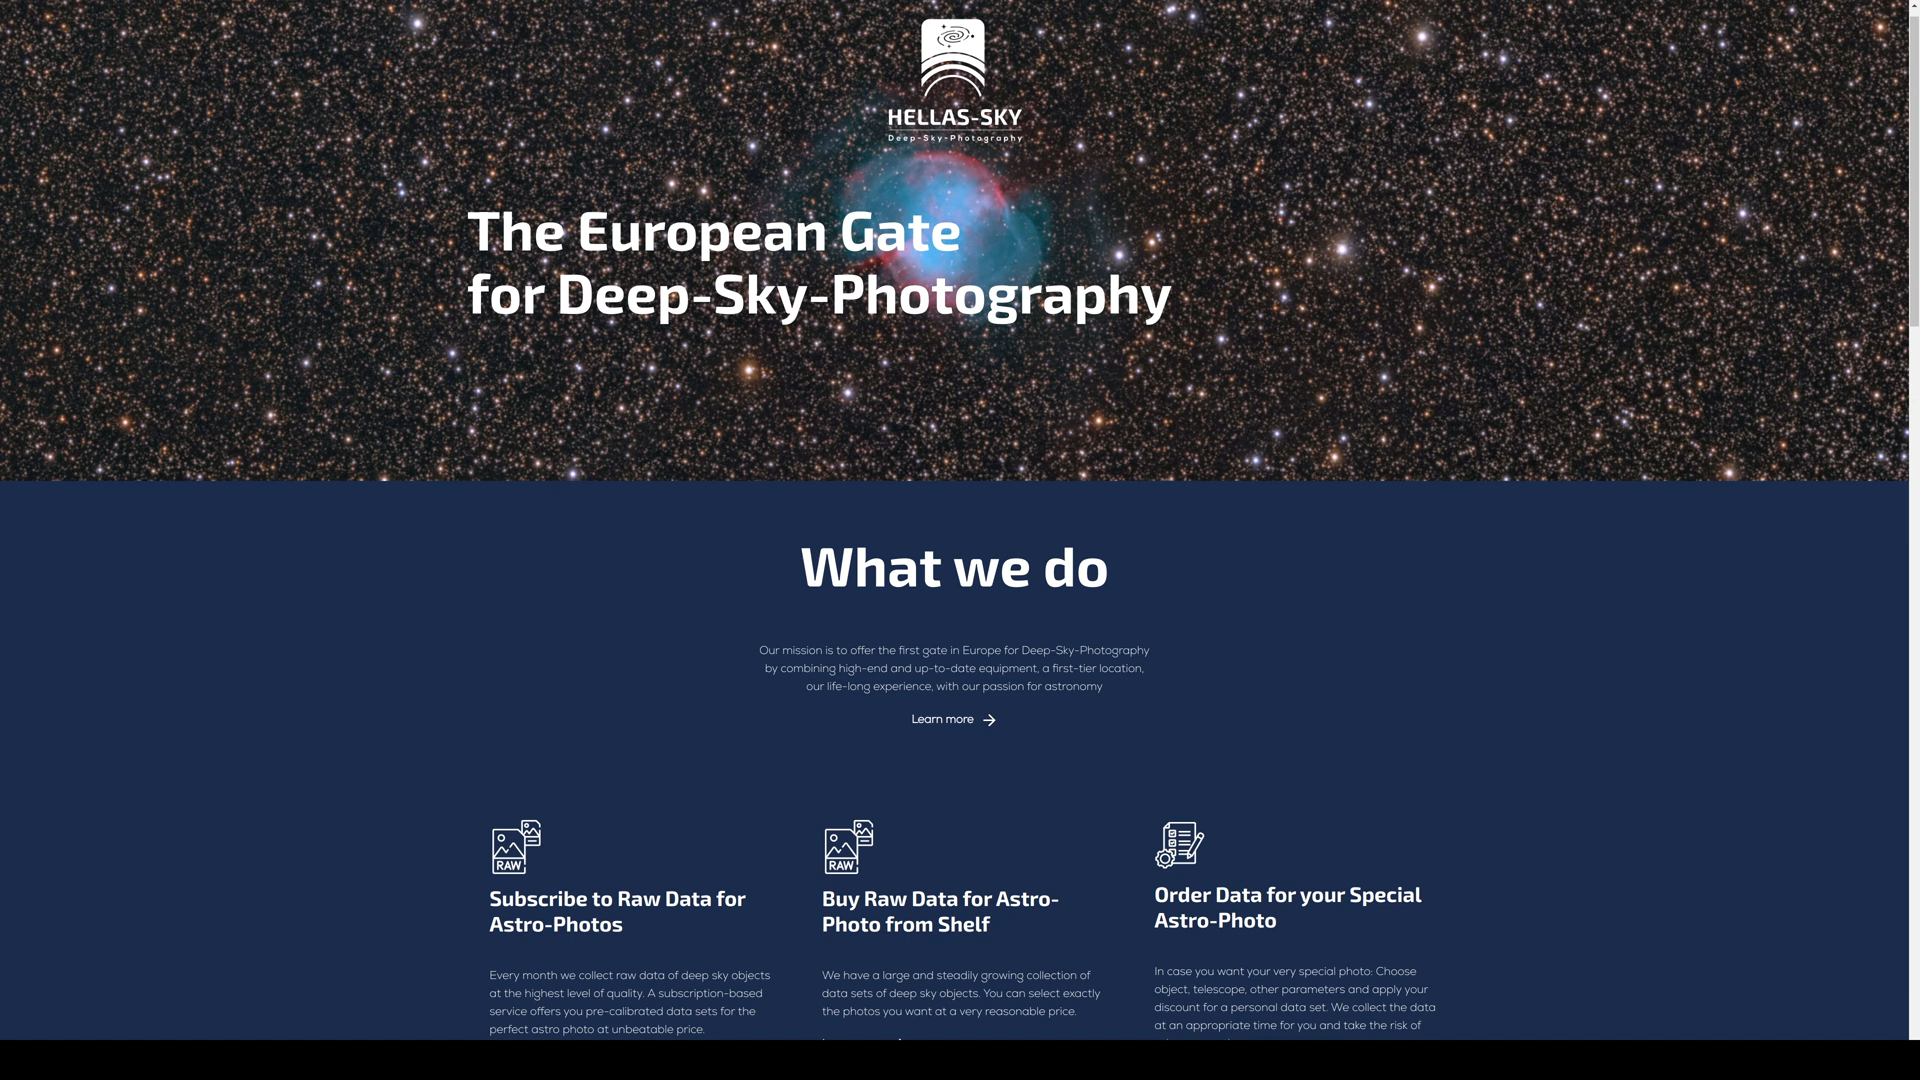 HELLAS-SKY
Deep-Sky-Photography
The European Gate
for Deep-Sky-Photography
What we do
Our mission is to offer the first gate in Europe for Deep-Sky-Photography
by combining high-end and up-to-date equipment, a first-tier location,
our life-long experience, with our passion for astronomy
Learn more
RAW
Subscribe to Raw Data for
Astro-Photos
Every month we collect raw data of deep sky objects
at the highest level of quality. A subscription-based
service offers you pre-calibrated data sets for the
perfect astro photo at unbeatable price.
RAW
Buy Raw Data for Astro-
Photo from Shelf
We have a large and steadily growing collection of
data sets of deep sky objects. You can select exactly
the photos you want at a very reasonable price.
Order Data for your Special
Astro-Photo
In case you want your very special photo: Choose
object, telescope, other parameters and apply your
discount for a personal data set. We collect the data
at an appropriate time for you and take the risk of